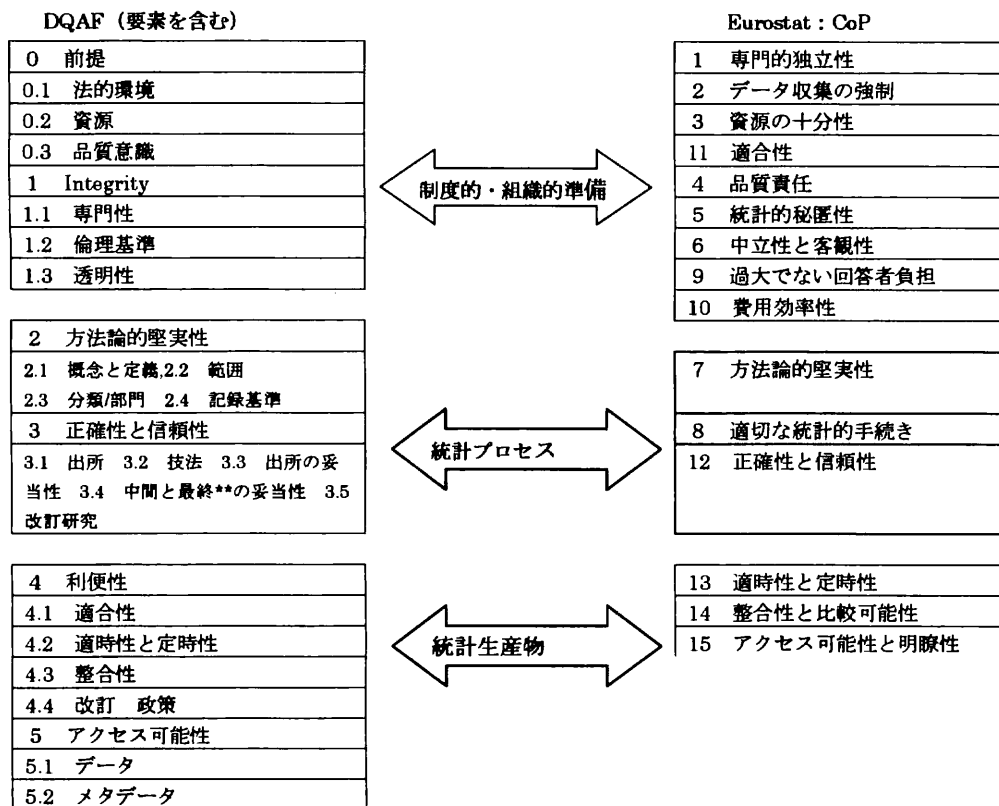 DQAF（要素を含む）
0 前提
0.1 法的環境
0.2 資源
0.3 品質意識
1 Integrity
1.1 専門性
1.2 倫理基準
1.3 透明性
2 方法論的堅実性
2.1 概念と定義,2.2 範囲
2.3 分類/部門 2.4 記録基準
3 正確性と信頼性
3.1 出所 3.2 技法 3.3 出所の妥
当性 3.4 中間と最終**の妥当性 3.5
改訂研究
4 利便性
4.1 適合性
4.2 適時性と定時性
4.3 整合性
4.4 改訂 政策
5 アクセス可能性
5.1 データ
5.2 メタデータ
制度的・組織的準備
統計プロセス
統計生産物
Eurostat：CoP
1 専門的独立性
2 データ収集の強制
3 資源の十分性
11 適合性
4 品質責任
5 統計的秘匿性
6 中立性と客観性
9 過大でない回答者負担
10 費用効率性
7 方法論的堅実性
8 適切な統計的手続き
12 正確性と信頼性
13 適時性と定時性
14 整合性と比較可能性
15 アクセス可能性と明瞭性